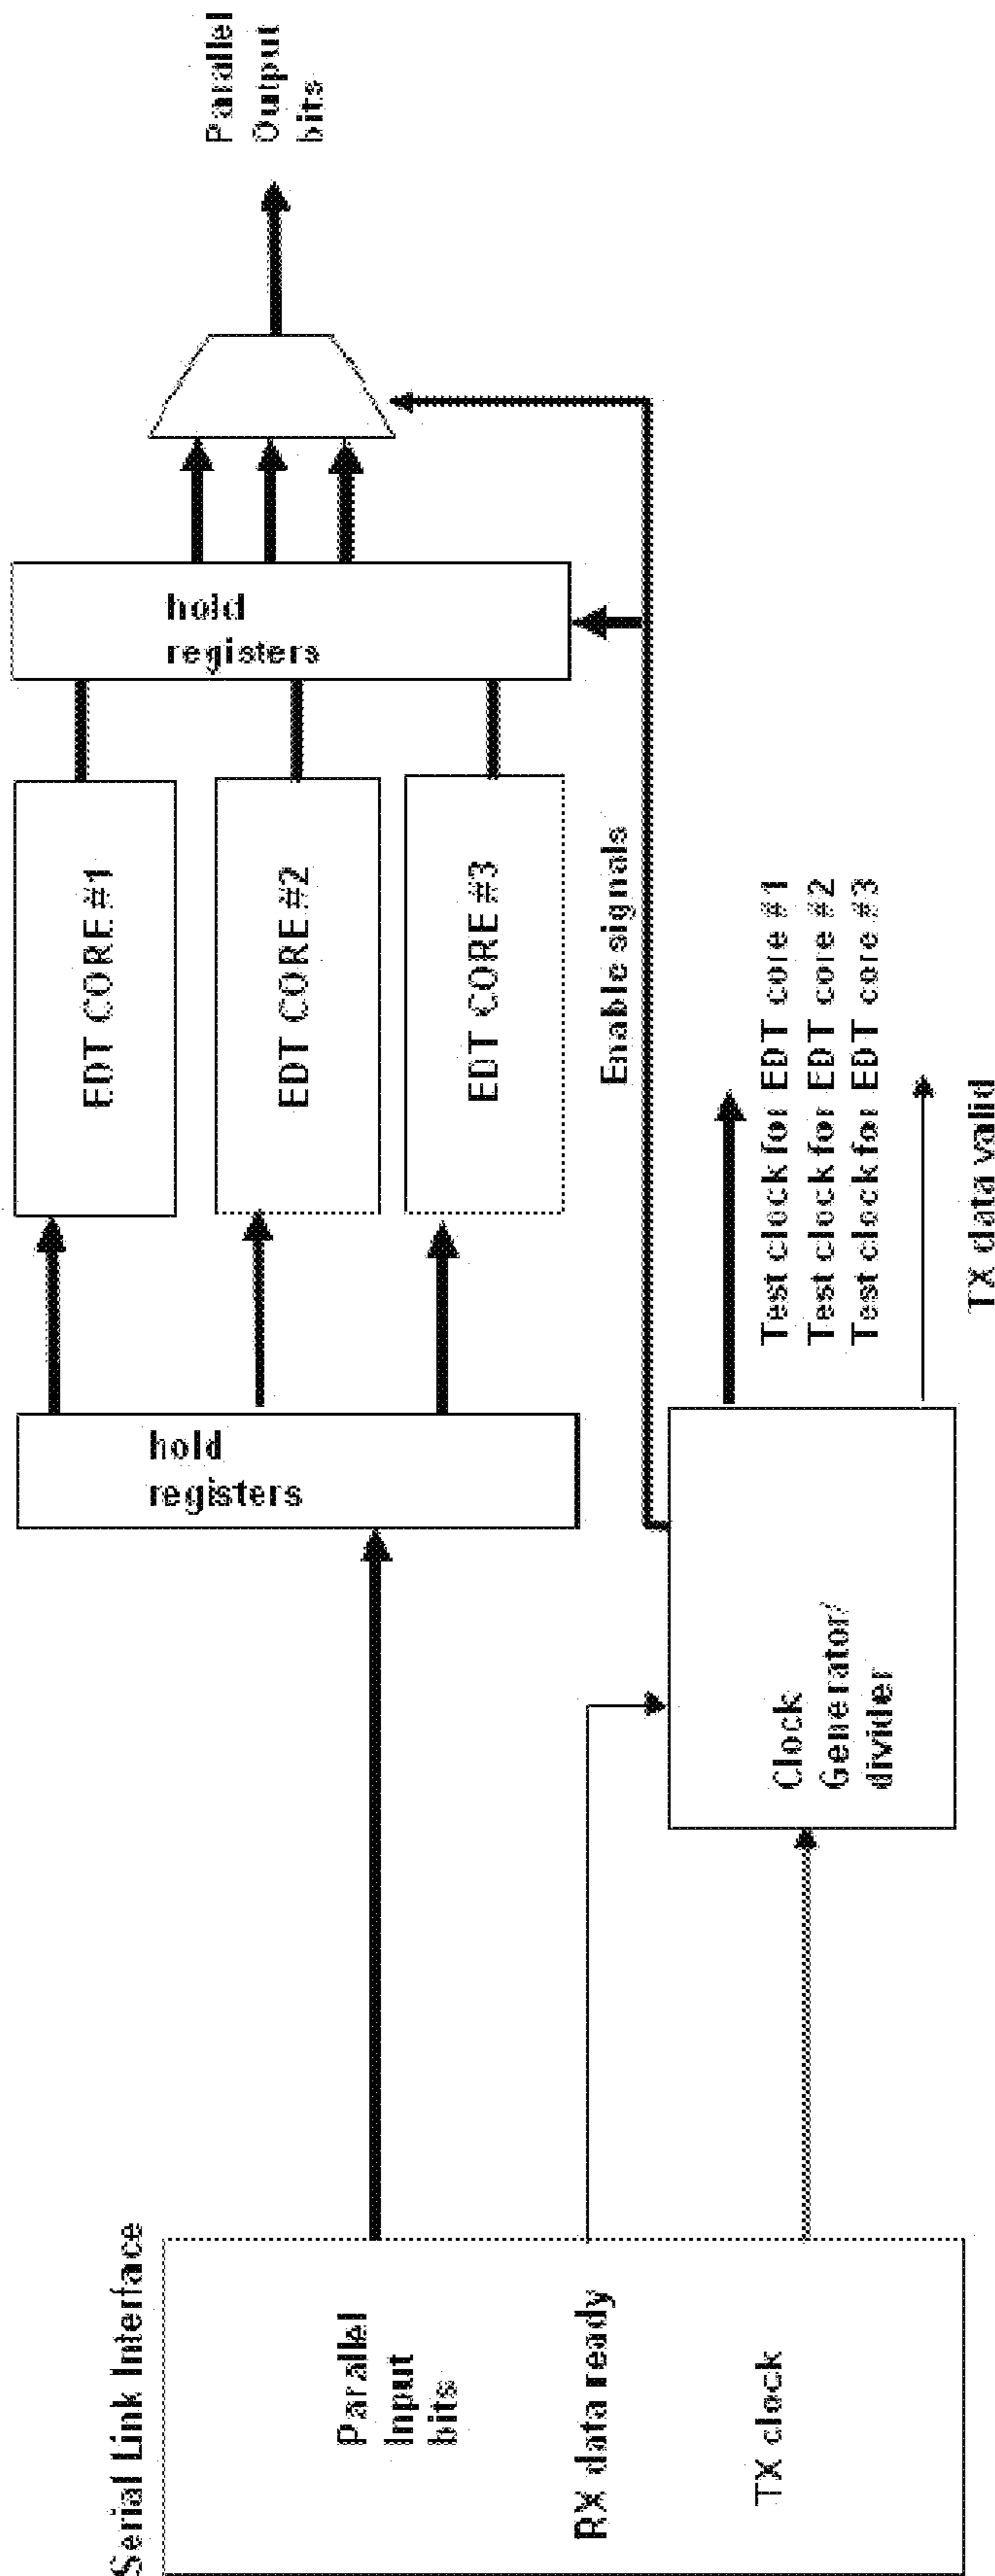 Serial Link Interface
Parallel
Input
bits
RX data ready
TX clock
hold
registers
Clock
Generator/
divider
EDT CORE #1
EDT CORE #2
EDT CORE #3
Enable signals
Test clock for EDT core #1
Test clock for EDT core #2
Test clock for EDT core #3
TX data valid
hold
registers
Parallel
Output
bits